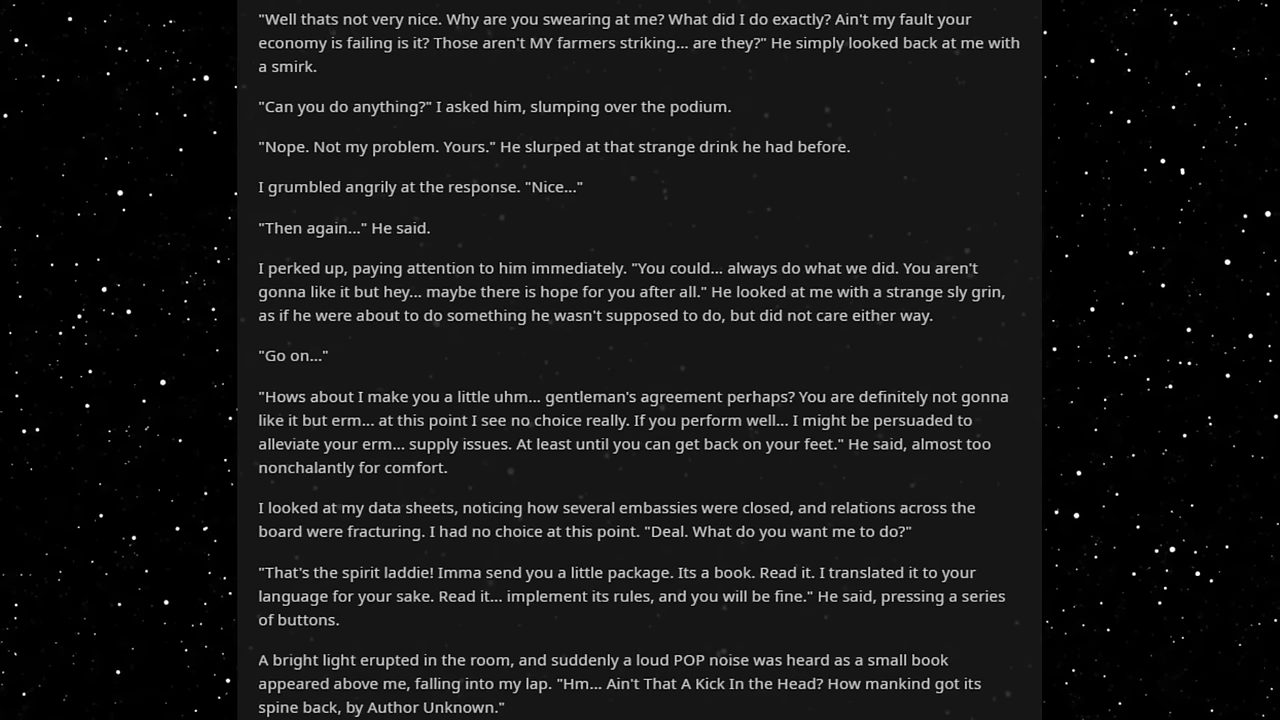 "Well thats not very nice. Why are you swearing at me? What did I do exactly? Ain't my fault your
economy is failing is it? Those aren't MY farmers striking... are they?" He simply looked back at me with
a smirk.
"Can you do anything?" I asked him, slumping over the podium.
"Nope. Not my problem. Yours." He slurped at that strange drink he had before.
I grumbled angrily at the response. "Nice..."
"Then again..." He said.
I perked up, paying attention to him immediately. "You could... always do what we did. You aren't
gonna like it but hey... maybe there is hope for you after all." He looked at me with a strange sly grin,
as if he were about to do something he wasn't supposed to do, but did not care either way.
"Go on..."
"Hows about I make you a little uhm... gentleman's agreement perhaps? You are definitely not gonna
like it but erm... at this point I see no choice really. If you perform well... I might be persuaded to
alleviate your erm... supply issues. At least until you can get back on your feet." He said, almost too
nonchalantly for comfort.
I looked at my data sheets, noticing how several embassies were closed, and relations across the
board were fracturing. I had no choice at this point. "Deal. What do you want me to do?"
"That's the spirit laddie! Imma send you a little package. Its a book. Read it. I translated it to your
language for your sake. Read it... implement its rules, and you will be fine." He said, pressing a series
of buttons.
A bright light erupted in the room, and suddenly a loud POP noise was heard as a small book
appeared above me, falling into my lap. "Hm... Ain't That A Kick In the Head? How mankind got its
spine back, by Author Unknown."